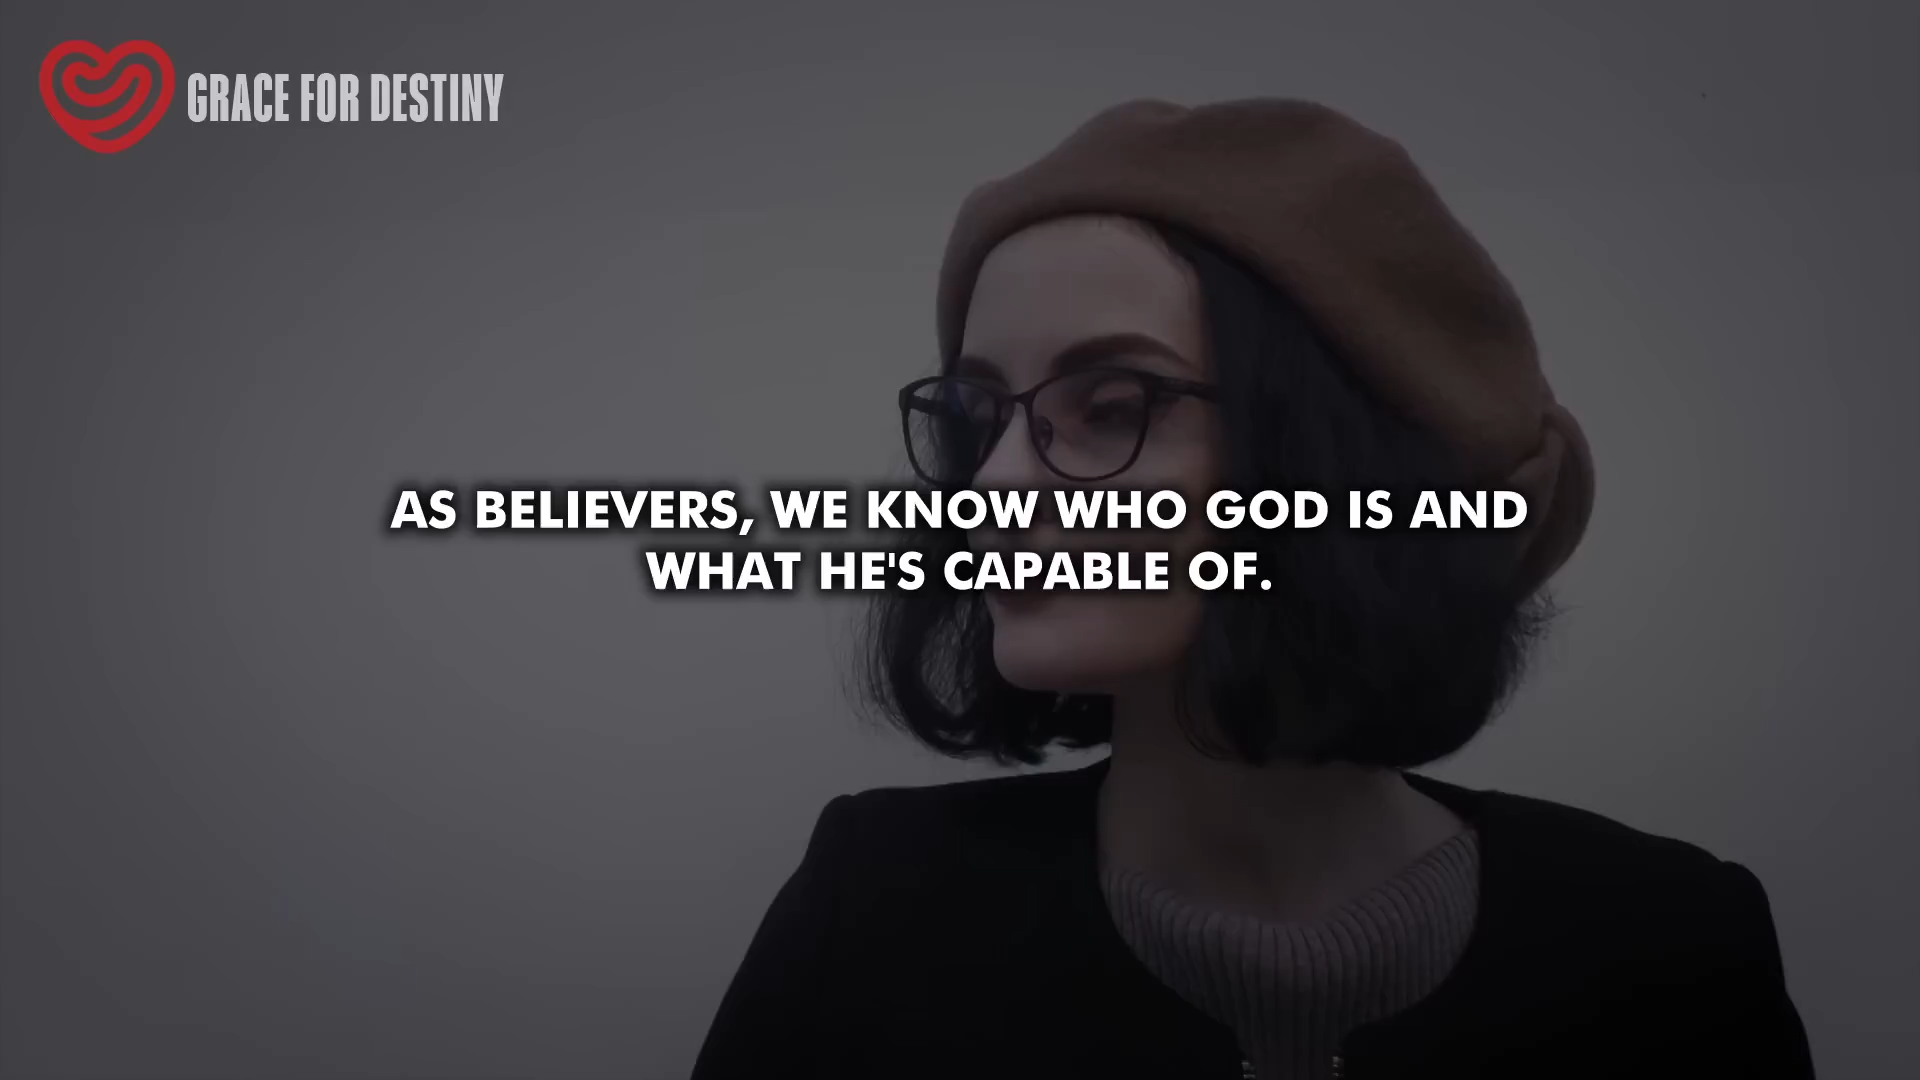 GRACE FOR DESTINY
AS BELIEVERS, WE KNOW WHO GOD IS AND
WHAT HE'S CAPABLE OF.